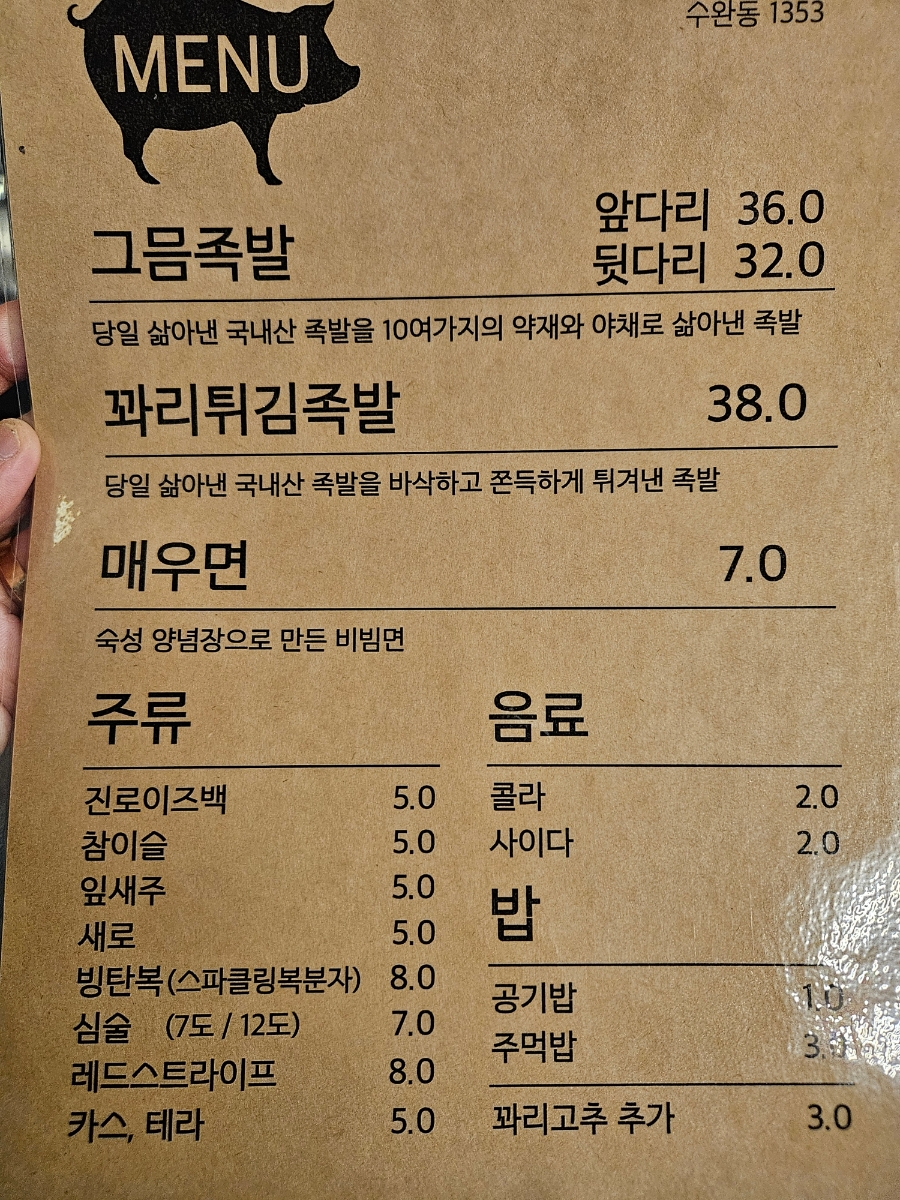 수완동 1353
MENU
앞다리 36.0
그믐족발 뒷다리 32.0
당일 삶아낸 국내산 족발을 10여가지의 약재와 야채로 삶아낸 족발
꽈리튀김족발 38.0
당일 삶아낸 국내산 족발을 바삭하고 쫀득하게 튀겨낸 족발
매우면 7.0
숙성 양념장으로 만든 비빔면
주류
진로이즈백 5.0
참이슬 5.0
잎새주 5.0
새로 5.0
빙탄복(스파클링복분자) 8.0
심술 (7도 / 12도) 7.0
레드스트라이프 8.0
카스, 테라 5.0
음료
콜라 2.0
사이다 2.0
밥
공기밥 1.0
주먹밥 3.0
꽈리고추 추가 3.0